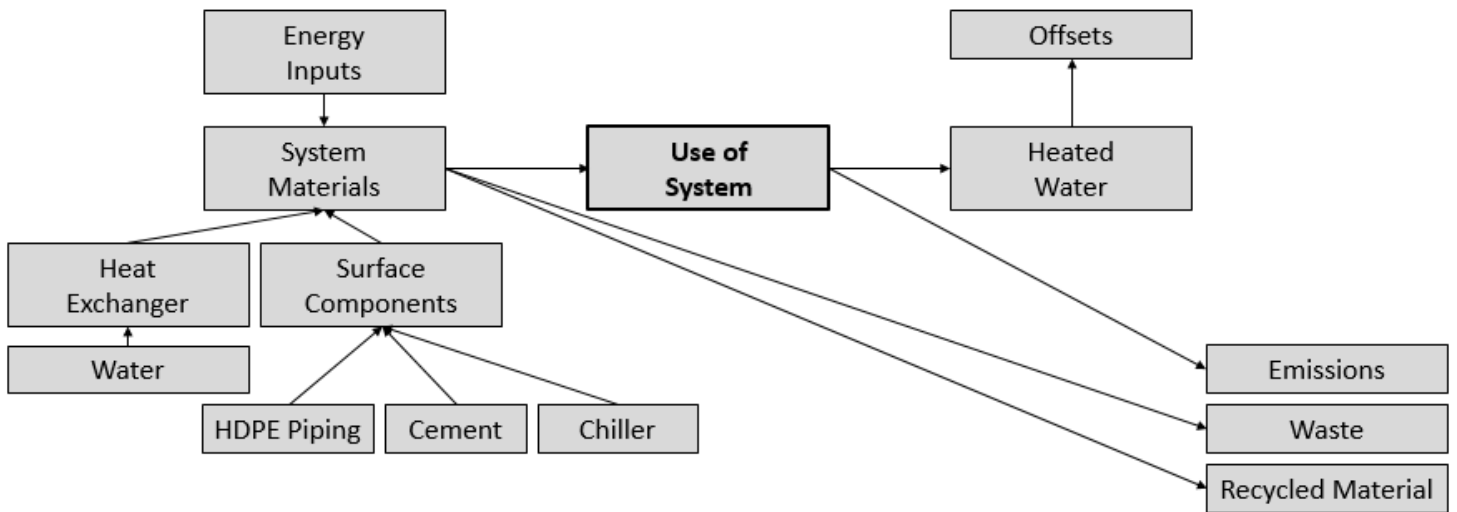 Energy
Inputs
Offsets
System
Materials
Use of
System
Heated
Water
Heat
Exchanger
Surface
Components
Water
Emissions
HDPE Piping
Cement
Chiller
Waste
Recycled Material